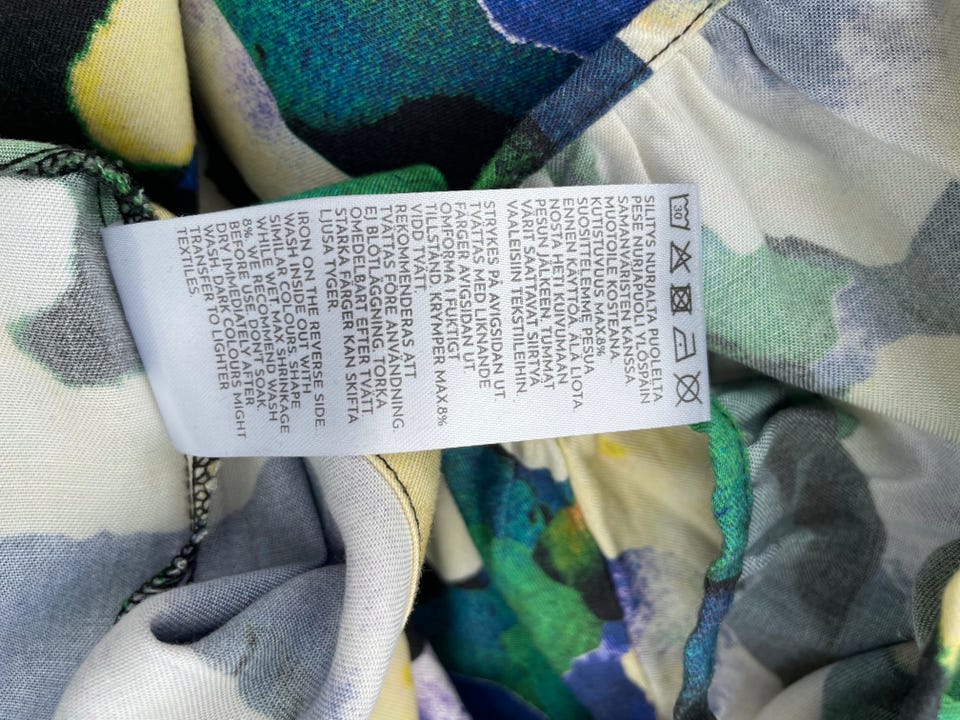 30
SILITYS NURJALTA PUOLELTA
PESE NURJAPUOLI YLÖSPÄIN
SAMANVÄRISTEN KANSSA
MUOTOILE KOSTEANA
KUTISTUVUUS MAX.8%
SUOSITTELEMME PESUA
ENNEN KÄYTTÖÄ. ÄLÄ LIOTA.
NOSTA HETI KUIVUMAAN
PESUN JÄLKEEN. TUMMAT
VÄRIT SAATTAVAT SIIRTYÄ
VAALEISIIN TEKSTIILEIHIN.
STRYKES PÅ AVIGSIDAN UT
TVÄTTAS MED LIKNANDE
FÄRGER AVIGSIDAN UT
OMFORMA I FUKTIGT
TILLSTÅND. KRYMPER MAX.8%
VIDD TVÄTT.
REKOMMENDERAS ATT
TVÄTTAS FÖRE ANVÄNDNING.
EJ BLÖTLÄGGNING. TORKA
OMEDELBART EFTER TVÄTT
STARKA FÄRGER KAN SKIFTA
LJUSA TYGER.
IRON ON THE REVERSE SIDE
WASH INSIDE OUT WITH
SIMILAR COLOURS. SHAPE
WHILE WET MAX SHRINKAGE
8%. WE RECOMMEND WASH
BEFORE USE. DON'T SOAK.
DRY IMMEDIATELY AFTER
WASH. DARK COLOURS MIGHT
TRANSFER TO LIGHTER
TEXTILES.